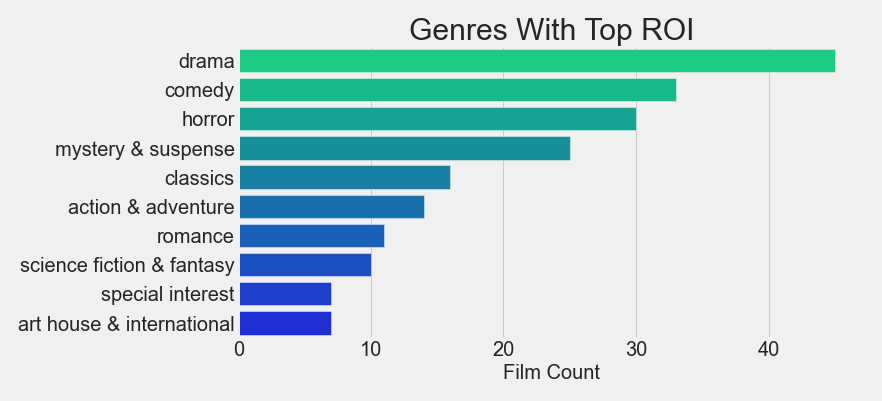 Genres With Top ROI
drama
comedy
horror
mystery & suspense
classics
action & adventure
romance
science fiction & fantasy
special interest
art house & international
0 10 20 30 40
Film Count